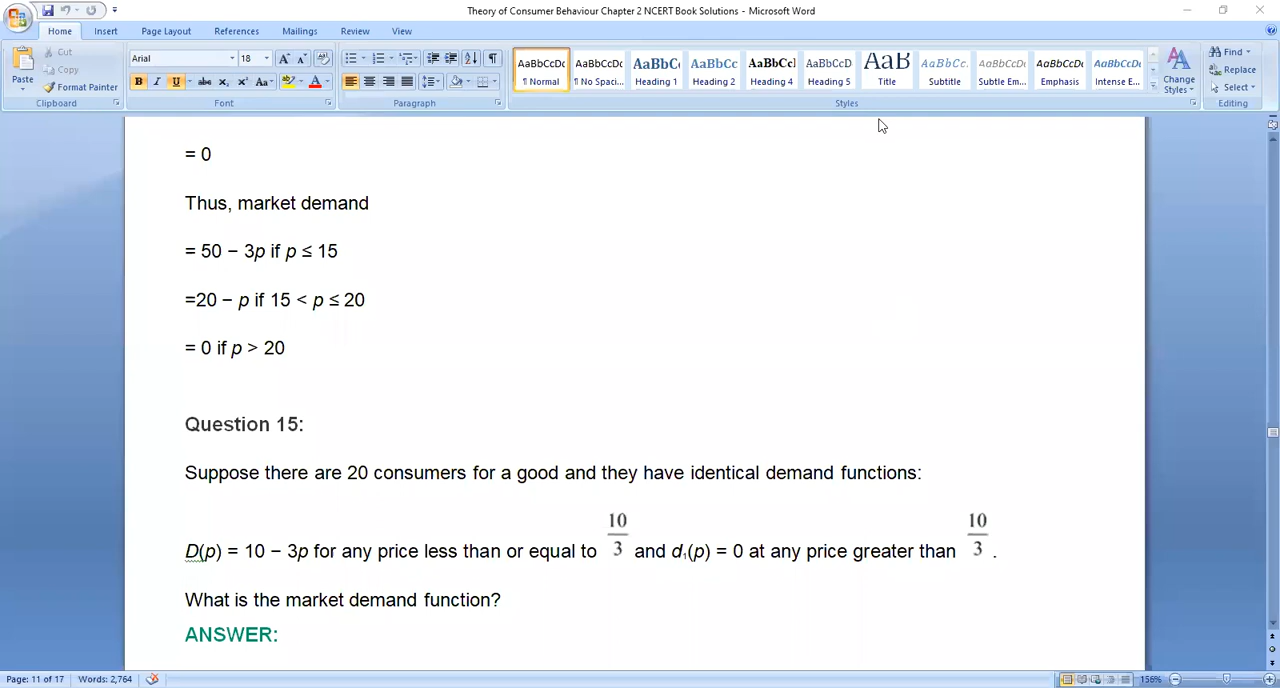 Theory of Consumer Behaviour Chapter 2 NCERT Book Solutions - Microsoft Word
Home Insert Page Layout References Mailings Review View
Paste
Cut
Copy
Format Painter
Clipboard
Arial 18
B I U abc x₂ x² Aa
Font
Paragraph
AaBbCcDc AaBbCcDc AaBbC AaBbCc AaBbCcI AaBbCcD AaB AaBbCc. AaBbCcDc AaBbCcDc AaBbCcDc
¶ Normal ¶ No Spaci... Heading 1 Heading 2 Heading 4 Heading 5 Title Subtitle Subtle Em... Emphasis Intense E...
Styles
Change Styles
Find
Replace
Select
Editing
= 0
Thus, market demand
= 50 − 3p if p ≤ 15
=20 − p if 15 < p ≤ 20
= 0 if p > 20
Question 15:
Suppose there are 20 consumers for a good and they have identical demand functions:
D(p) = 10 − 3p for any price less than or equal to 10/3 and d₁(p) = 0 at any price greater than 10/3 .
What is the market demand function?
ANSWER:
Page: 11 of 17 Words: 2,764 156%